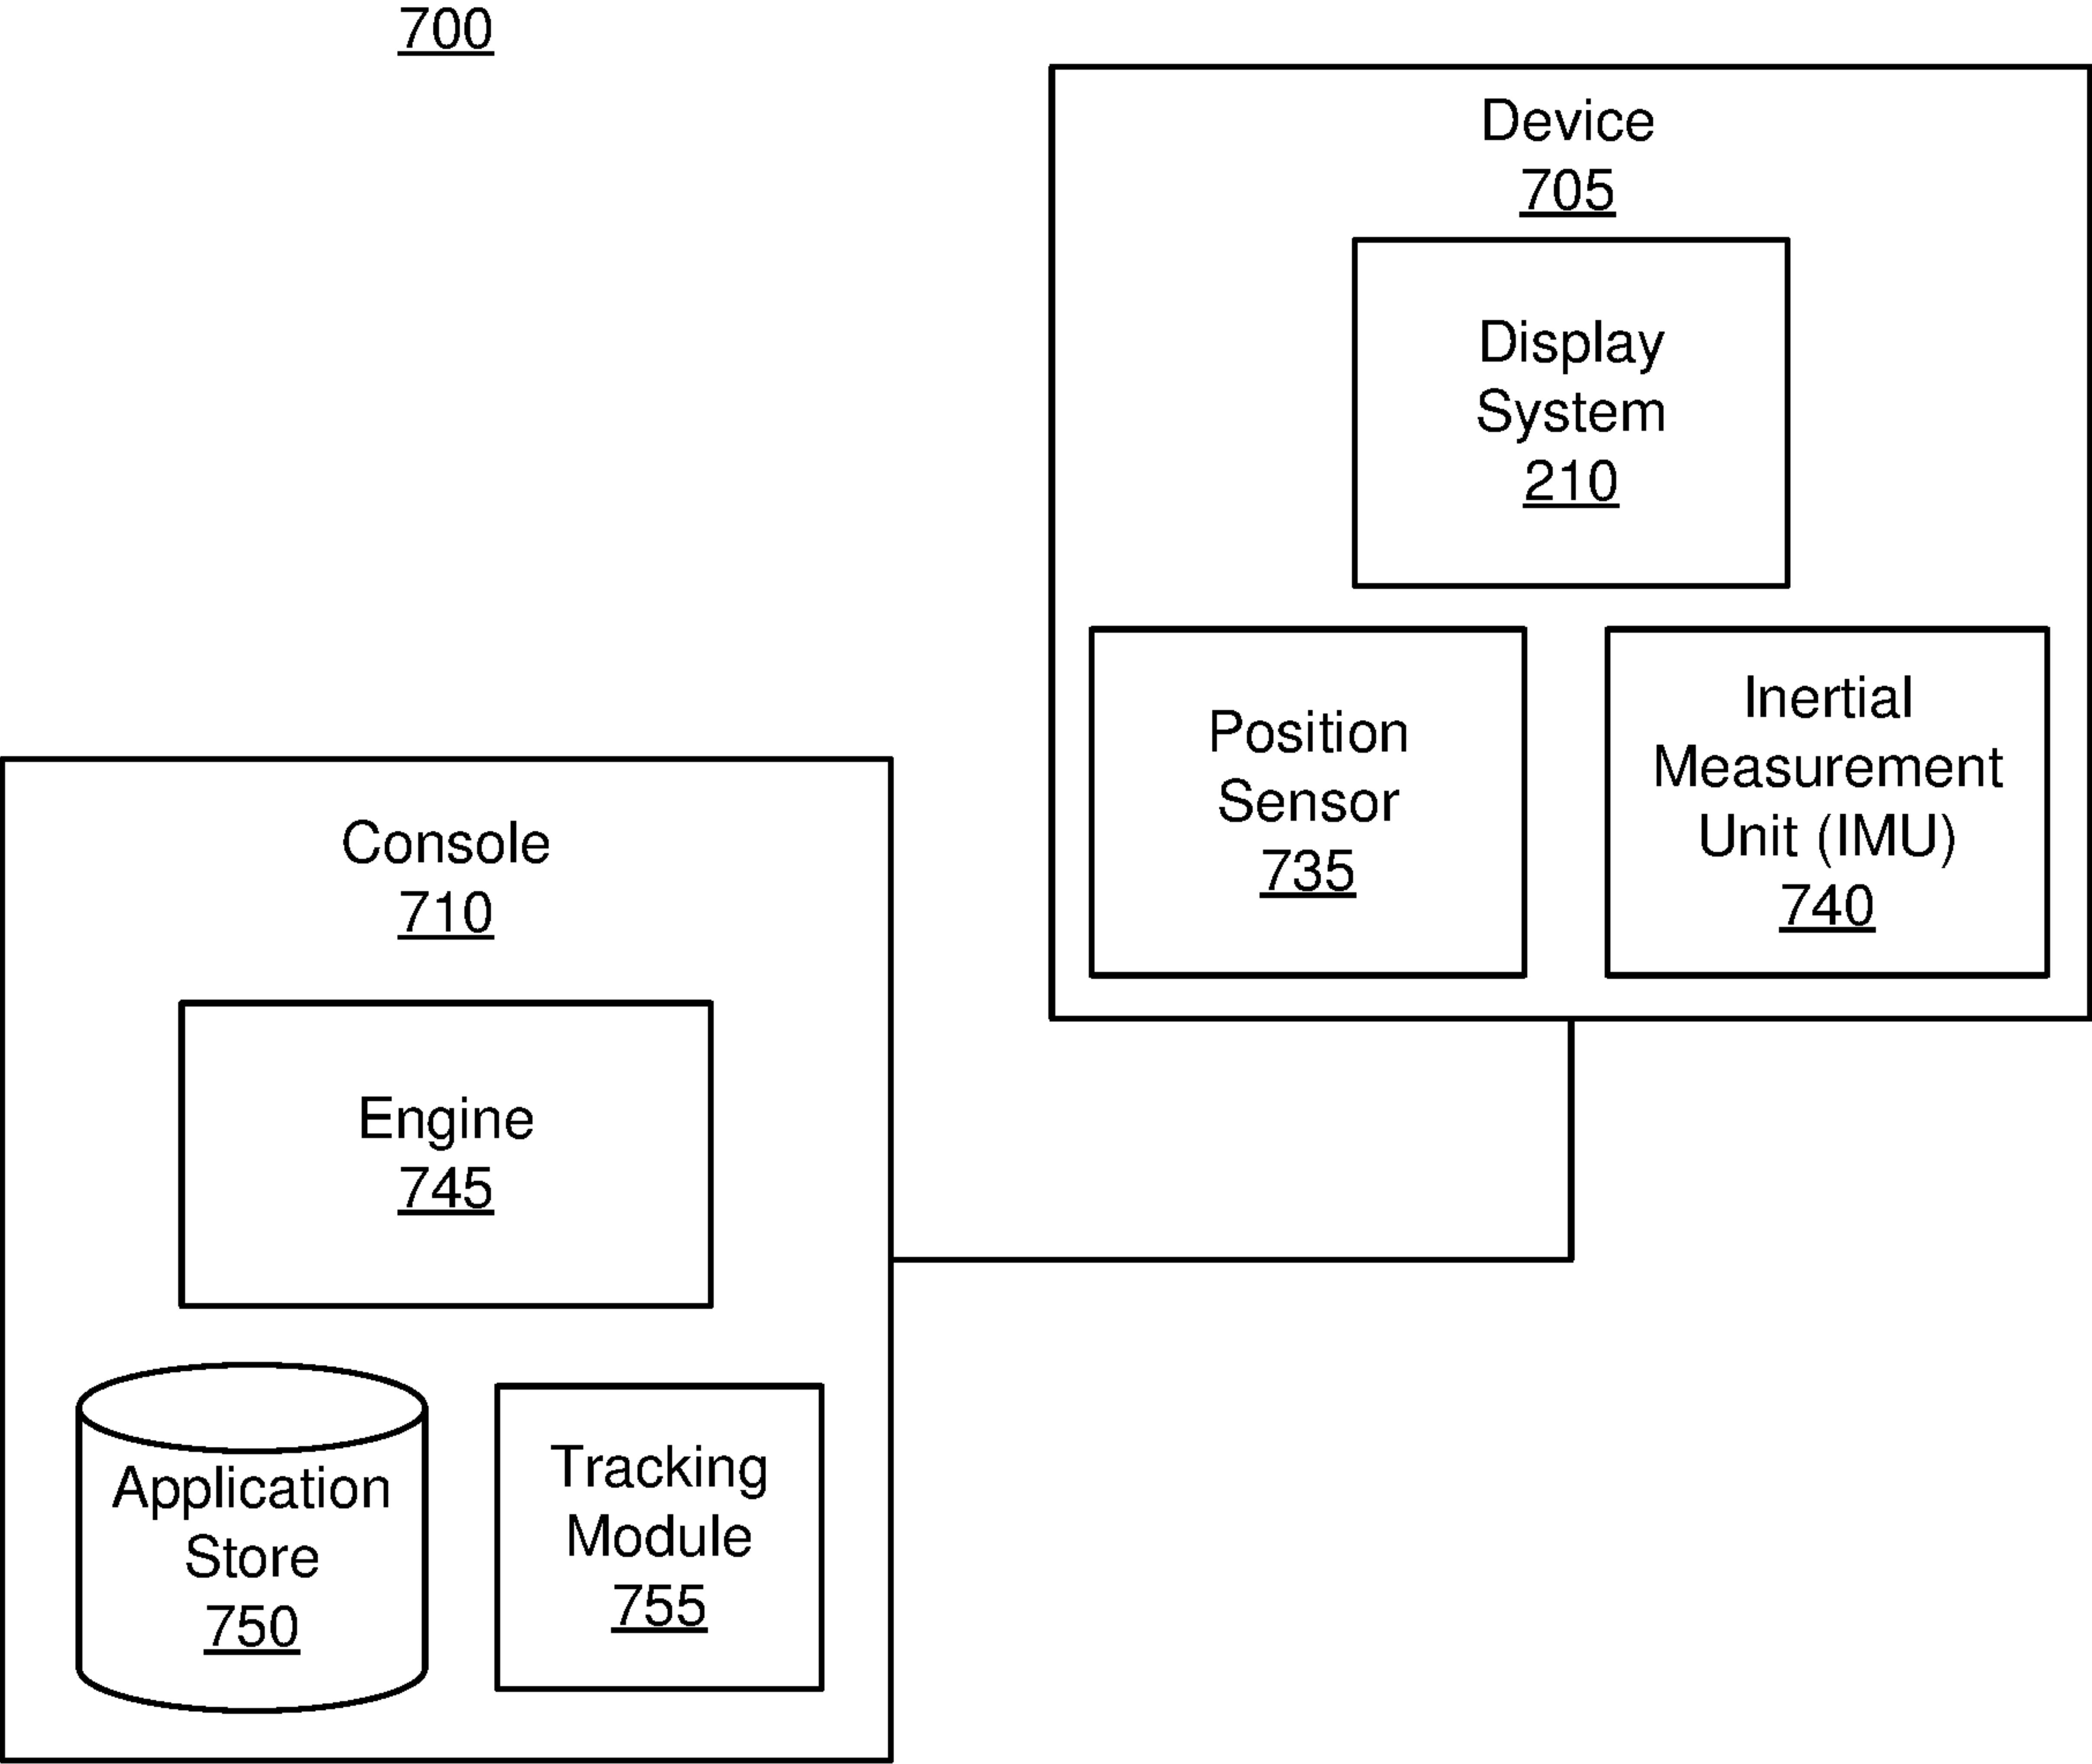 700
Device
705
Display
System
210
Position
Sensor
735
Inertial
Measurement
Unit (IMU)
740
Console
710
Engine
745
Application
Store
750
Tracking
Module
755